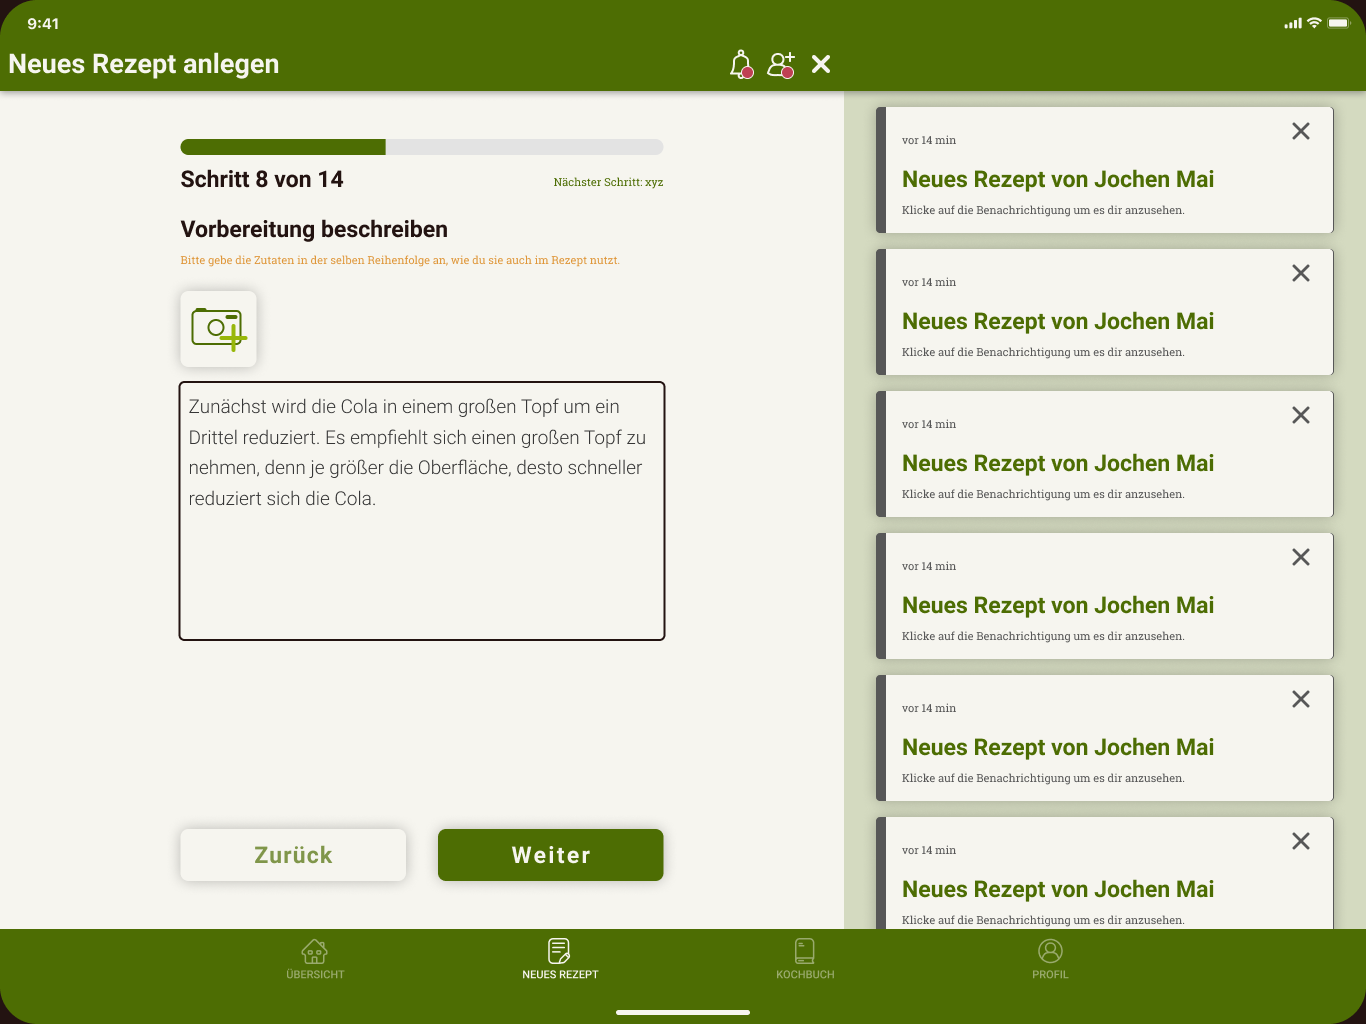 9:41
Neues Rezept anlegen
Schritt 8 von 14
Nächster Schritt: xyz
Vorbereitung beschreiben
Bitte gebe die Zutaten in der selben Reihenfolge an, wie du sie auch im Rezept nutzt.
Zunächst wird die Cola in einem großen Topf um ein
Drittel reduziert. Es empfiehlt sich einen großen Topf zu
nehmen, denn je größer die Oberfläche, desto schneller
reduziert sich die Cola.
Zurück
Weiter
vor 14 min
Neues Rezept von Jochen Mai
Klicke auf die Benachrichtigung um es dir anzusehen.
vor 14 min
Neues Rezept von Jochen Mai
Klicke auf die Benachrichtigung um es dir anzusehen.
vor 14 min
Neues Rezept von Jochen Mai
Klicke auf die Benachrichtigung um es dir anzusehen.
vor 14 min
Neues Rezept von Jochen Mai
Klicke auf die Benachrichtigung um es dir anzusehen.
vor 14 min
Neues Rezept von Jochen Mai
Klicke auf die Benachrichtigung um es dir anzusehen.
vor 14 min
Neues Rezept von Jochen Mai
Klicke auf die Benachrichtigung um es dir anzusehen.
ÜBERSICHT
NEUES REZEPT
KOCHBUCH
PROFIL